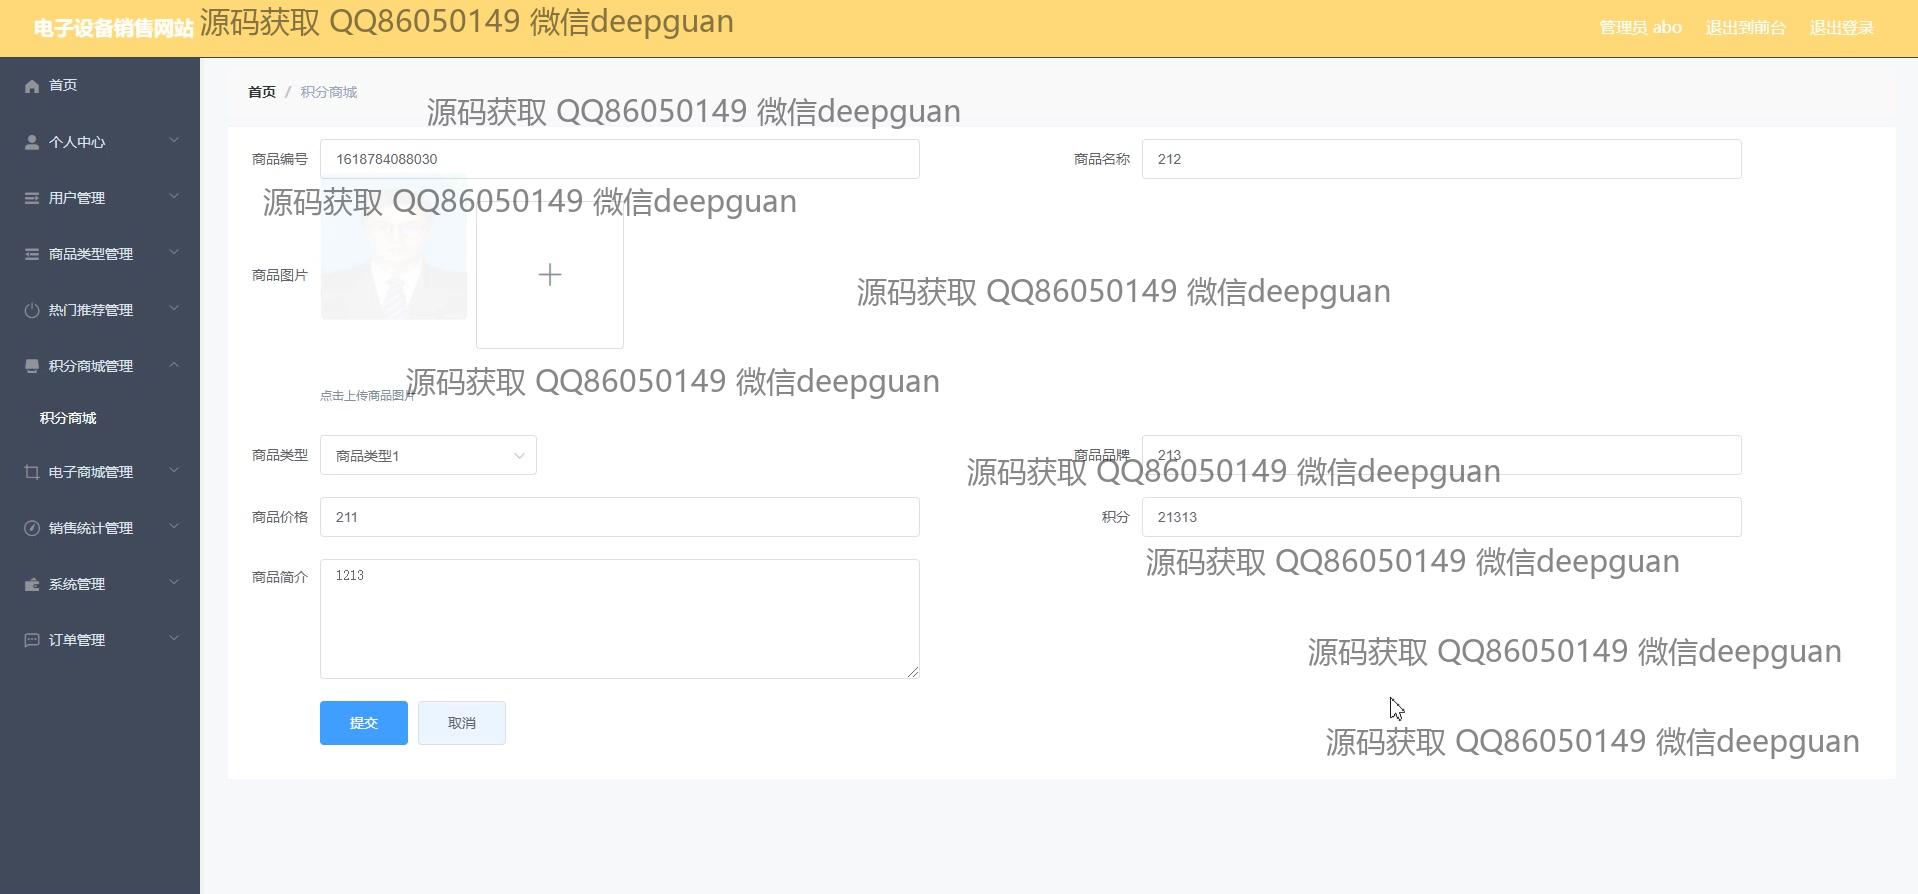 电子设备销售网站 源码获取 QQ86050149 微信deepguan 管理员 abo 退出到前台 退出登录
首页
首页 / 积分商城
源码获取 QQ86050149 微信deepguan
个人中心
商品编号 1618784088030 商品名称 212
用户管理
源码获取 QQ86050149 微信deepguan
商品类型管理
商品图片
源码获取 QQ86050149 微信deepguan
热门推荐管理
积分商城管理
源码获取 QQ86050149 微信deepguan
点击上传商品图片
积分商城
商品类型 商品类型1 商品品牌 213
电子商城管理
源码获取 QQ86050149 微信deepguan
商品价格 211 积分 21313
销售统计管理
源码获取 QQ86050149 微信deepguan
商品简介 1213
系统管理
订单管理
源码获取 QQ86050149 微信deepguan
提交 取消
源码获取 QQ86050149 微信deepguan